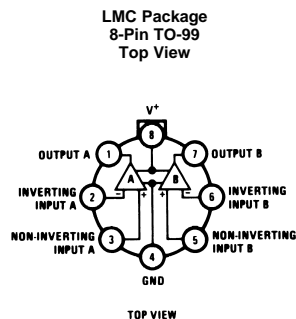 LMC Package
8-Pin TO-99
Top View
V+
8
OUTPUT A 1 7 OUTPUT B
A B
INVERTING
INPUT A 2 6 INVERTING
INPUT B
- + + -
NON-INVERTING
INPUT A 3 5 NON-INVERTING
INPUT B
4
GND
TOP VIEW